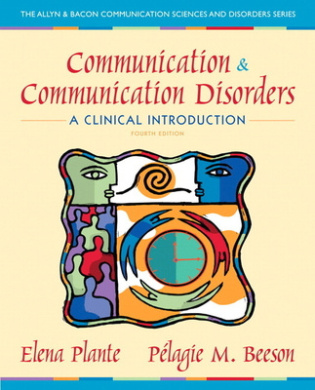 THE ALLYN & BACON COMMUNICATION SCIENCES AND DISORDERS SERIES
Communication &
Communication Disorders
A CLINICAL INTRODUCTION
FOURTH EDITION
Elena Plante Pélagie M. Beeson